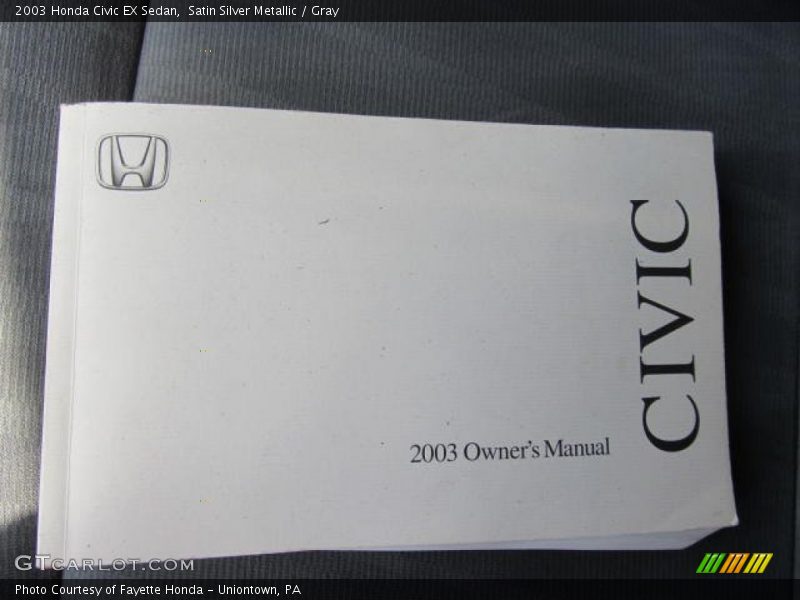 2003 Honda Civic EX Sedan,  Satin Silver Metallic / Gray
CIVIC
2003 Owner's Manual
GTCARLOT.COM
Photo Courtesy of Fayette Honda - Uniontown, PA